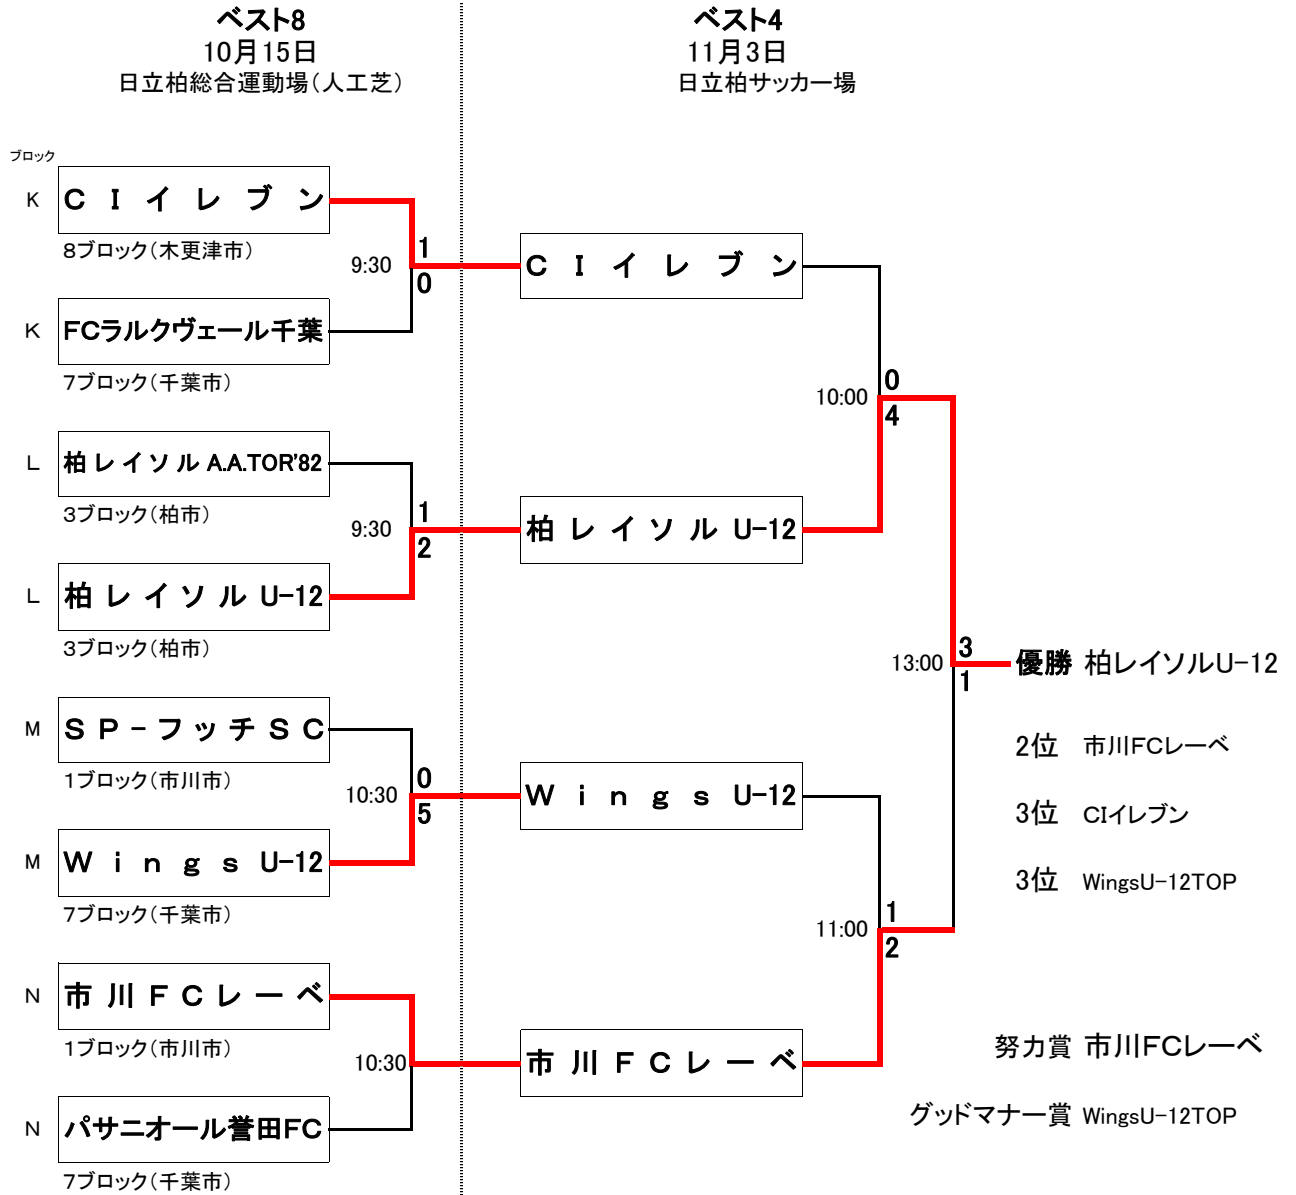 ベスト8
10月15日
日立柏総合運動場（人工芝）
ベスト4
11月3日
日立柏サッカー場
ブロック
K
ＣＩイレブン
8ブロック（木更津市）
9:30
1
0
K
FCラルクヴェール千葉
7ブロック（千葉市）
L
柏レイソルA.A.TOR'82
3ブロック（柏市）
9:30
1
2
L
柏レイソルU-12
3ブロック（柏市）
M
ＳＰ－フッチＳＣ
1ブロック（市川市）
10:30
0
5
M
ＷｉｎｇｓU-12
7ブロック（千葉市）
N
市川ＦＣレーベ
1ブロック（市川市）
10:30
N
パサニオール誉田FC
7ブロック（千葉市）
ＣＩイレブン
10:00
0
4
柏レイソルU-12
ＷｉｎｇｓU-12
11:00
1
2
市川ＦＣレーベ
13:00
3
1
優勝 柏レイソルU-12
2位 市川FCレーベ
3位 CIイレブン
3位 WingsU-12TOP
努力賞 市川FCレーベ
グッドマナー賞 WingsU-12TOP